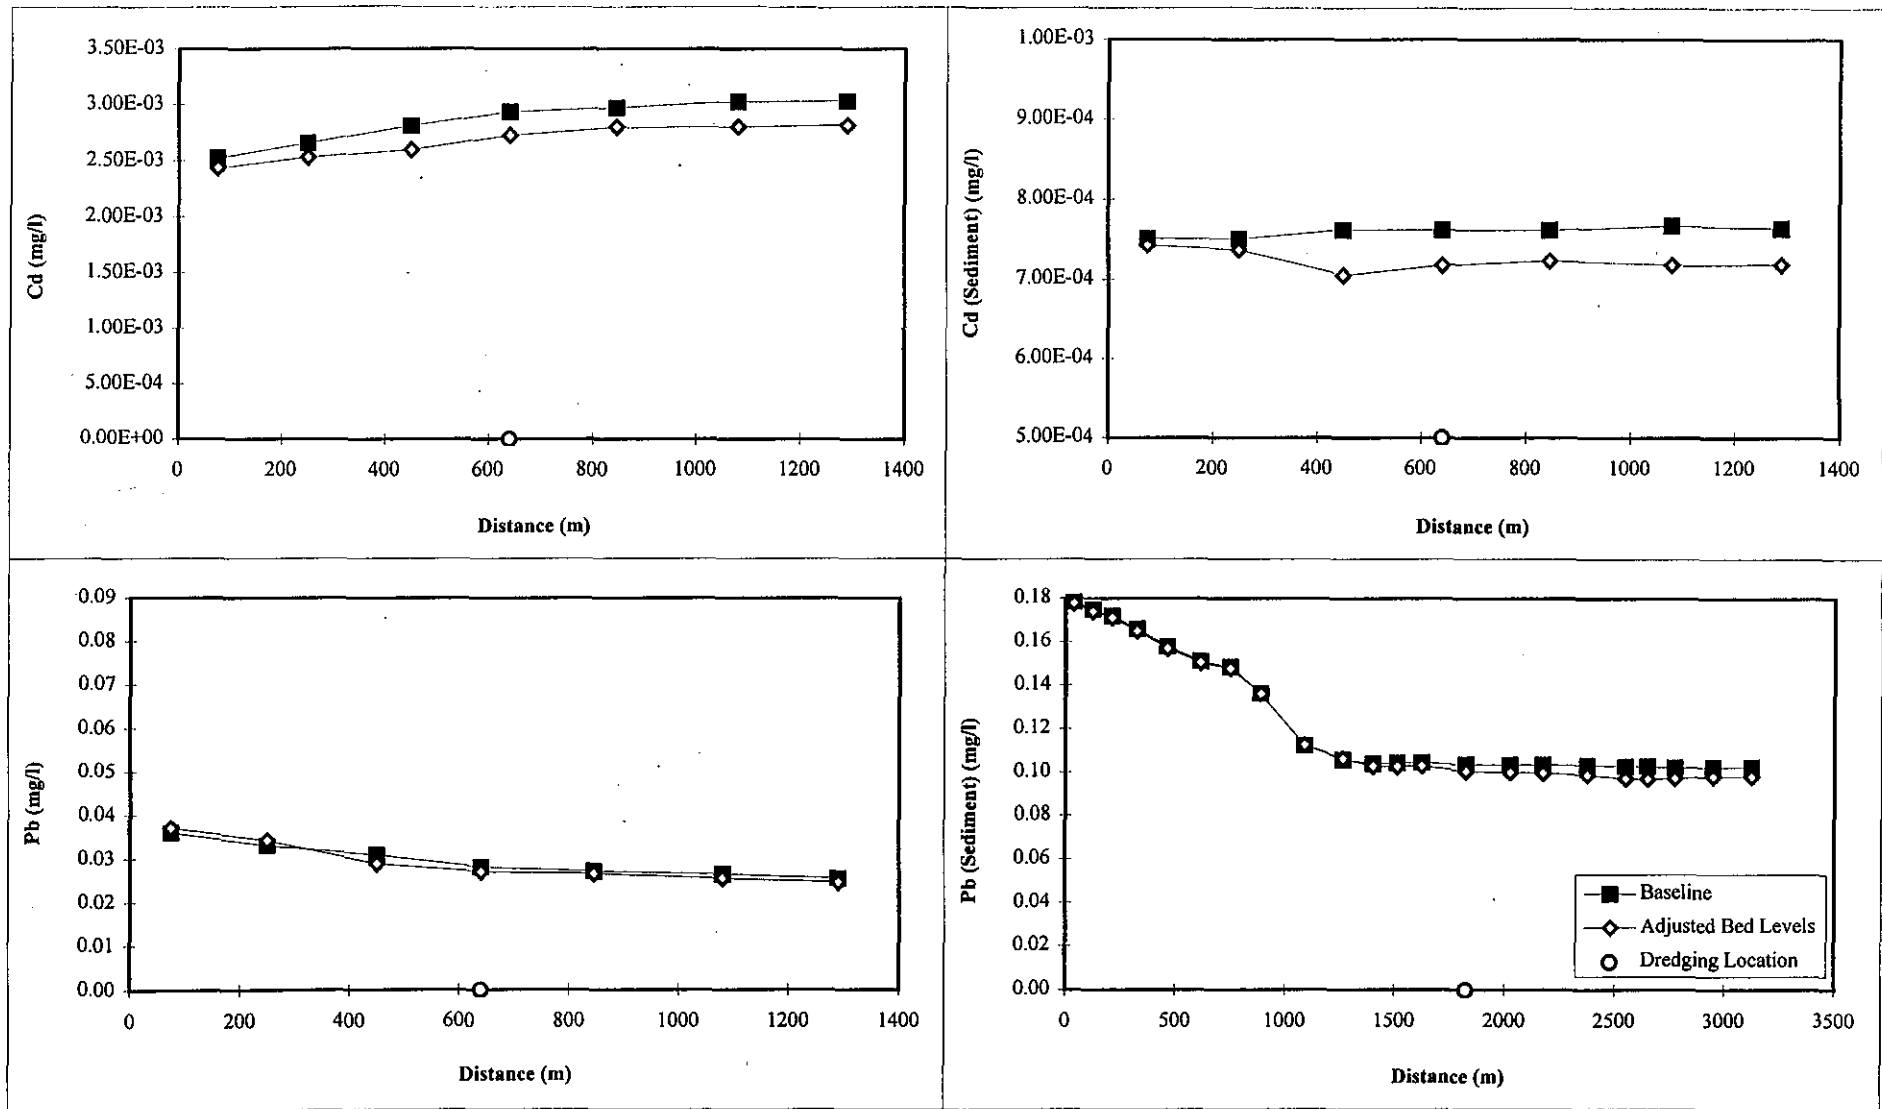 3.50E-03
3.00E-03
2.50E-03
2.00E-03
1.50E-03
1.00E-03
5.00E-04
0.00E+00
Cd (mg/l)
0 200 400 600 800 1000 1200 1400
Distance (m)
1.00E-03
9.00E-04
8.00E-04
7.00E-04
6.00E-04
5.00E-04
Cd (Sediment) (mg/l)
0 200 400 600 800 1000 1200 1400
Distance (m)
0.09
0.08
0.07
0.06
0.05
0.04
0.03
0.02
0.01
0.00
Pb (mg/l)
0 200 400 600 800 1000 1200 1400
Distance (m)
0.18
0.16
0.14
0.12
0.10
0.08
0.06
0.04
0.02
0.00
Pb (Sediment) (mg/l)
Baseline
Adjusted Bed Levels
Dredging Location
0 500 1000 1500 2000 2500 3000 3500
Distance (m)